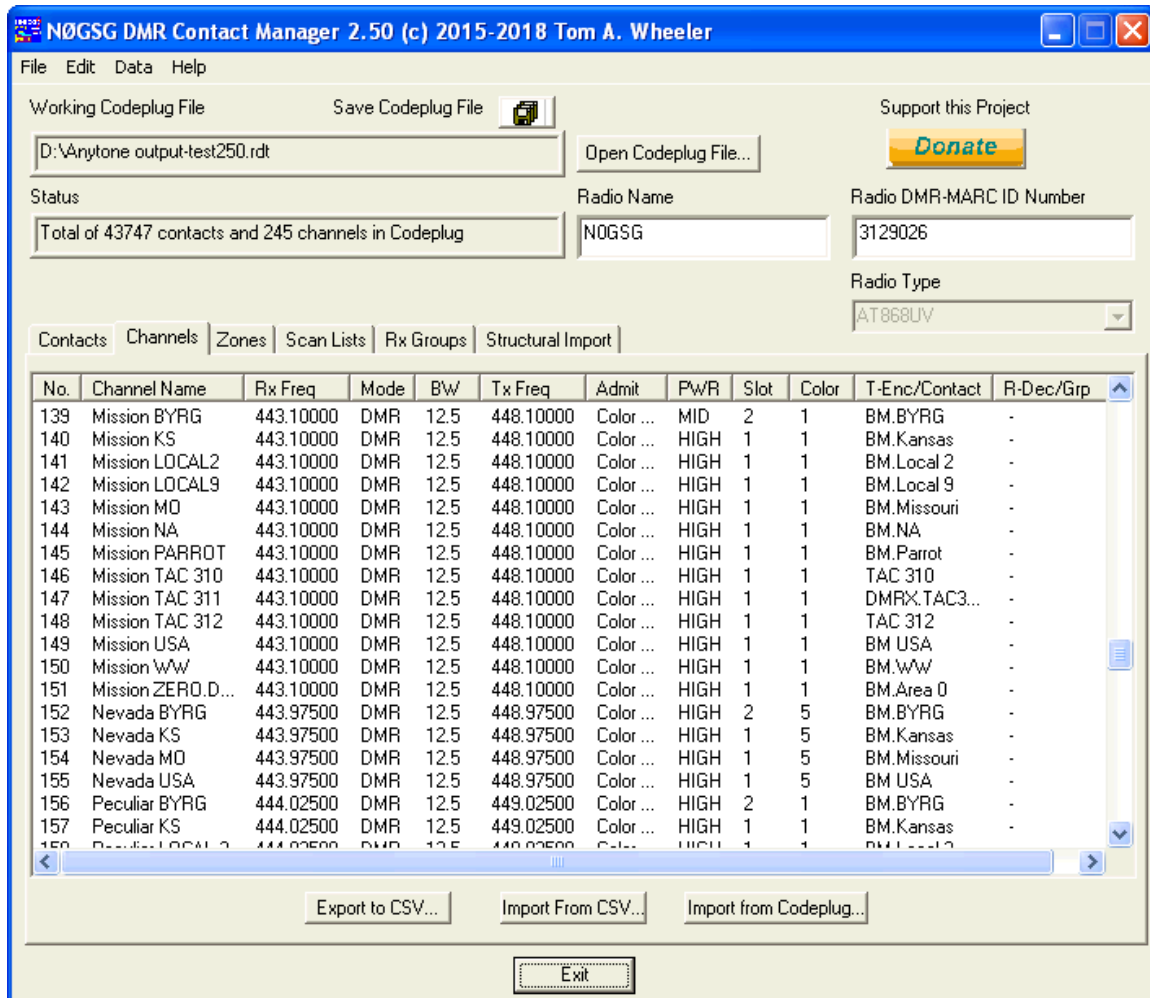 NØGSG DMR Contact Manager 2.50 (c) 2015-2018 Tom A. Wheeler
File Edit Data Help
Working Codeplug File Save Codeplug File Support this Project
D:\Anytone output-test250.rdt Open Codeplug File... Donate
Status Radio Name Radio DMR-MARC ID Number
Total of 43747 contacts and 245 channels in Codeplug N0GSG 3129026
Radio Type
AT868UV
Contacts Channels Zones Scan Lists Rx Groups Structural Import
No. Channel Name Rx Freq Mode BW Tx Freq Admit PWR Slot Color T-Enc/Contact R-Dec/Grp
139 Mission BYRG 443.10000 DMR 12.5 448.10000 Color ... MID 2 1 BM.BYRG -
140 Mission KS 443.10000 DMR 12.5 448.10000 Color ... HIGH 1 1 BM.Kansas -
141 Mission LOCAL2 443.10000 DMR 12.5 448.10000 Color ... HIGH 1 1 BM.Local 2 -
142 Mission LOCAL9 443.10000 DMR 12.5 448.10000 Color ... HIGH 1 1 BM.Local 9 -
143 Mission MO 443.10000 DMR 12.5 448.10000 Color ... HIGH 1 1 BM.Missouri -
144 Mission NA 443.10000 DMR 12.5 448.10000 Color ... HIGH 1 1 BM.NA -
145 Mission PARROT 443.10000 DMR 12.5 448.10000 Color ... HIGH 1 1 BM.Parrot -
146 Mission TAC 310 443.10000 DMR 12.5 448.10000 Color ... HIGH 1 1 TAC 310 -
147 Mission TAC 311 443.10000 DMR 12.5 448.10000 Color ... HIGH 1 1 DMRX.TAC3... -
148 Mission TAC 312 443.10000 DMR 12.5 448.10000 Color ... HIGH 1 1 TAC 312 -
149 Mission USA 443.10000 DMR 12.5 448.10000 Color ... HIGH 1 1 BM USA -
150 Mission WW 443.10000 DMR 12.5 448.10000 Color ... HIGH 1 1 BM.WW -
151 Mission ZERO.D... 443.10000 DMR 12.5 448.10000 Color ... HIGH 1 1 BM.Area 0 -
152 Nevada BYRG 443.97500 DMR 12.5 448.97500 Color ... HIGH 2 5 BM.BYRG -
153 Nevada KS 443.97500 DMR 12.5 448.97500 Color ... HIGH 1 5 BM.Kansas -
154 Nevada MO 443.97500 DMR 12.5 448.97500 Color ... HIGH 1 5 BM.Missouri -
155 Nevada USA 443.97500 DMR 12.5 448.97500 Color ... HIGH 1 5 BM USA -
156 Peculiar BYRG 444.02500 DMR 12.5 449.02500 Color ... HIGH 2 1 BM.BYRG -
157 Peculiar KS 444.02500 DMR 12.5 449.02500 Color ... HIGH 1 1 BM.Kansas -
Export to CSV... Import From CSV... Import from Codeplug...
Exit